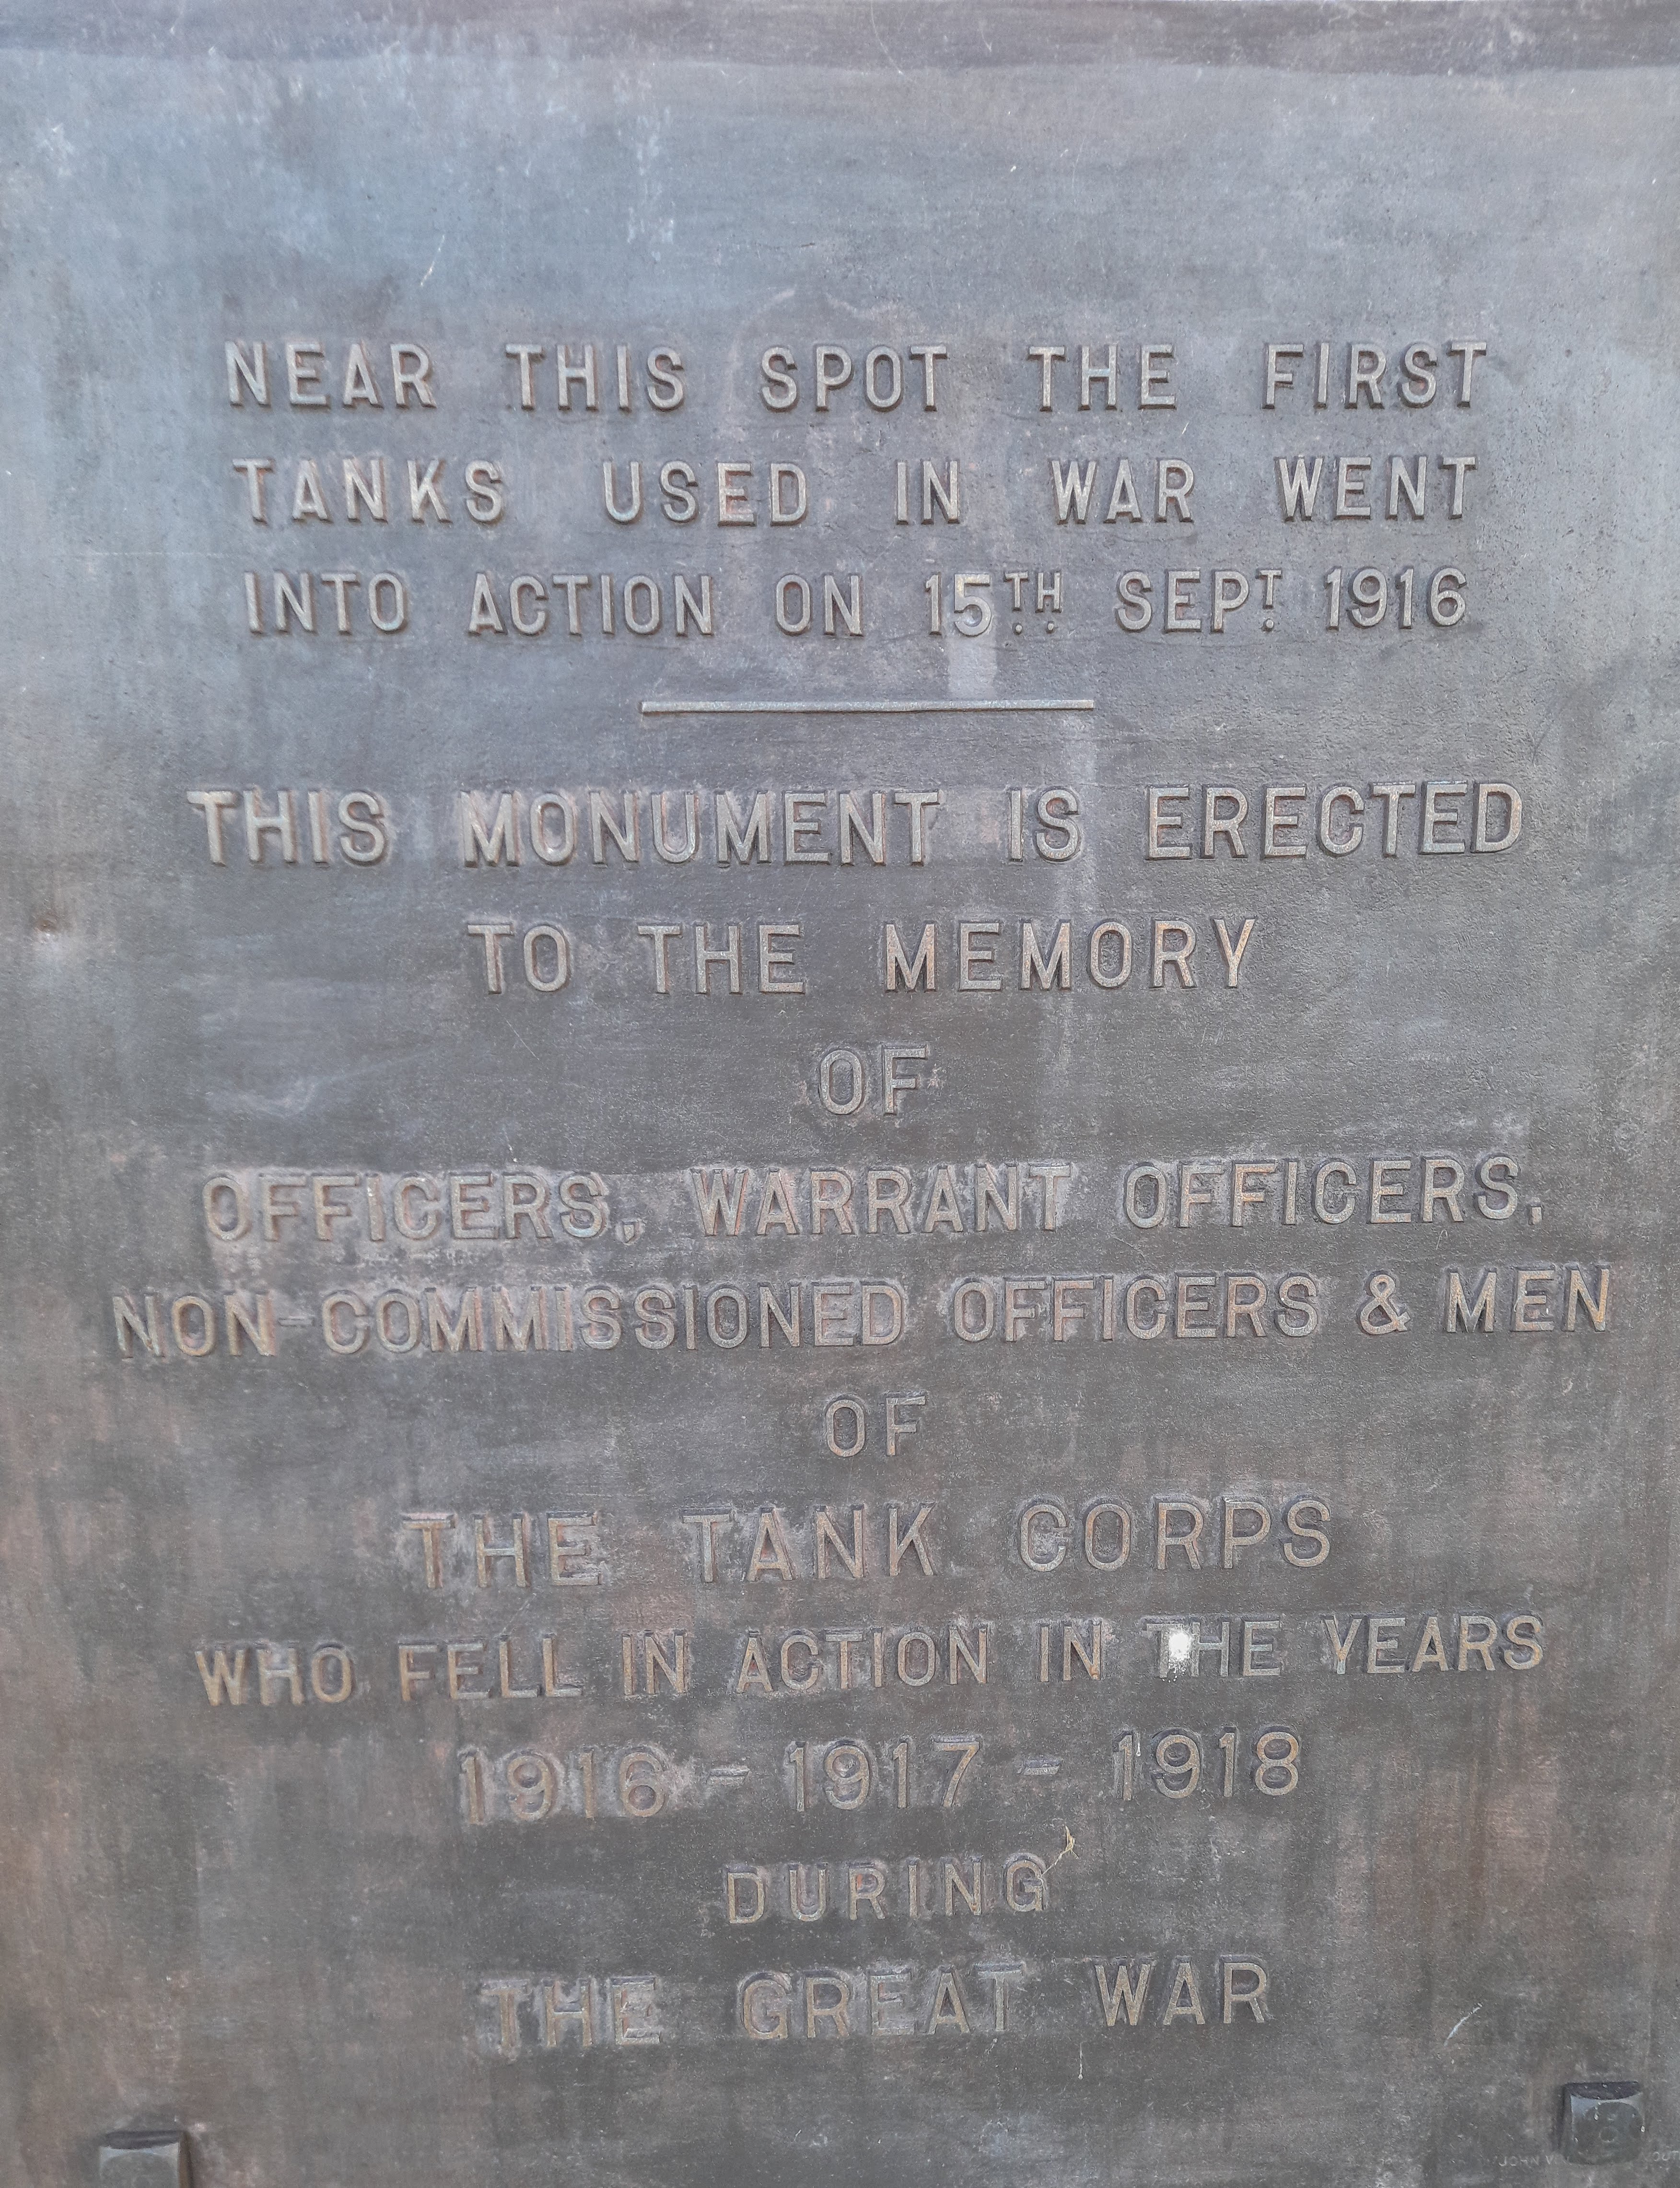 NEAR THIS SPOT THE FIRST
TANKS USED IN WAR WENT
INTO ACTION ON 15TH SEPT 1916
THIS MONUMENT IS ERECTED
TO THE MEMORY
OF
OFFICERS, WARRANT OFFICERS,
NON-COMMISSIONED OFFICERS & MEN
OF
THE TANK CORPS
WHO FELL IN ACTION IN THE YEARS
1916 - 1917 - 1918
DURING
THE GREAT WAR